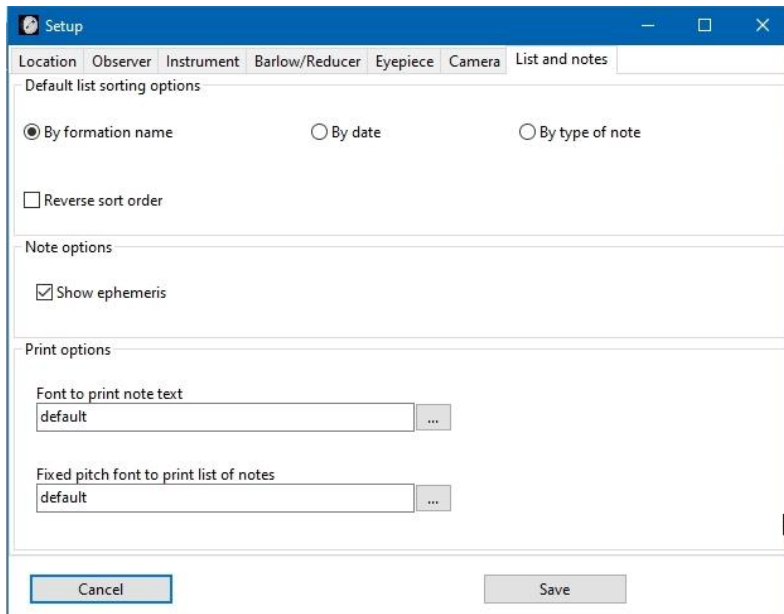 Setup
Location Observer Instrument Barlow/Reducer Eyepiece Camera List and notes
Default list sorting options
By formation name By date By type of note
Reverse sort order
Note options
Show ephemeris
Print options
Font to print note text
default ...
Fixed pitch font to print list of notes
default ...
Cancel Save